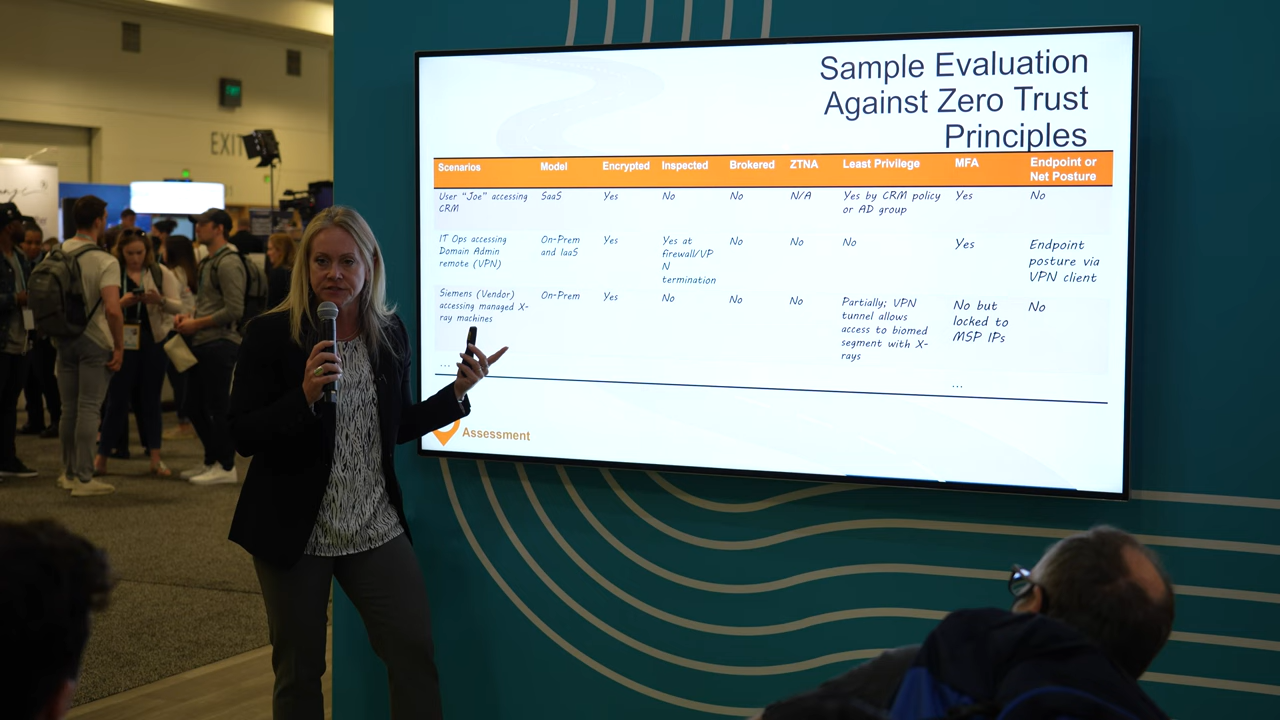 EXIT
Sample Evaluation
Against Zero Trust
Principles
Scenarios Model Encrypted Inspected Brokered ZTNA Least Privilege MFA Endpoint or
Net Posture
User "Joe" accessing SaaS Yes No No N/A Yes by CRM policy Yes No
CRM or AD group
IT Ops accessing On-Prem Yes Yes at No No No Yes Endpoint
Domain Admin and IaaS firewall/VP posture via
remote (VPN) N VPN client
termination
Siemens (Vendor) On-Prem Yes No No No Partially; VPN No but No
accessing managed X- tunnel allows locked to
ray machines access to biomed MSP IPs
segment with X-
rays
... ...
Assessment